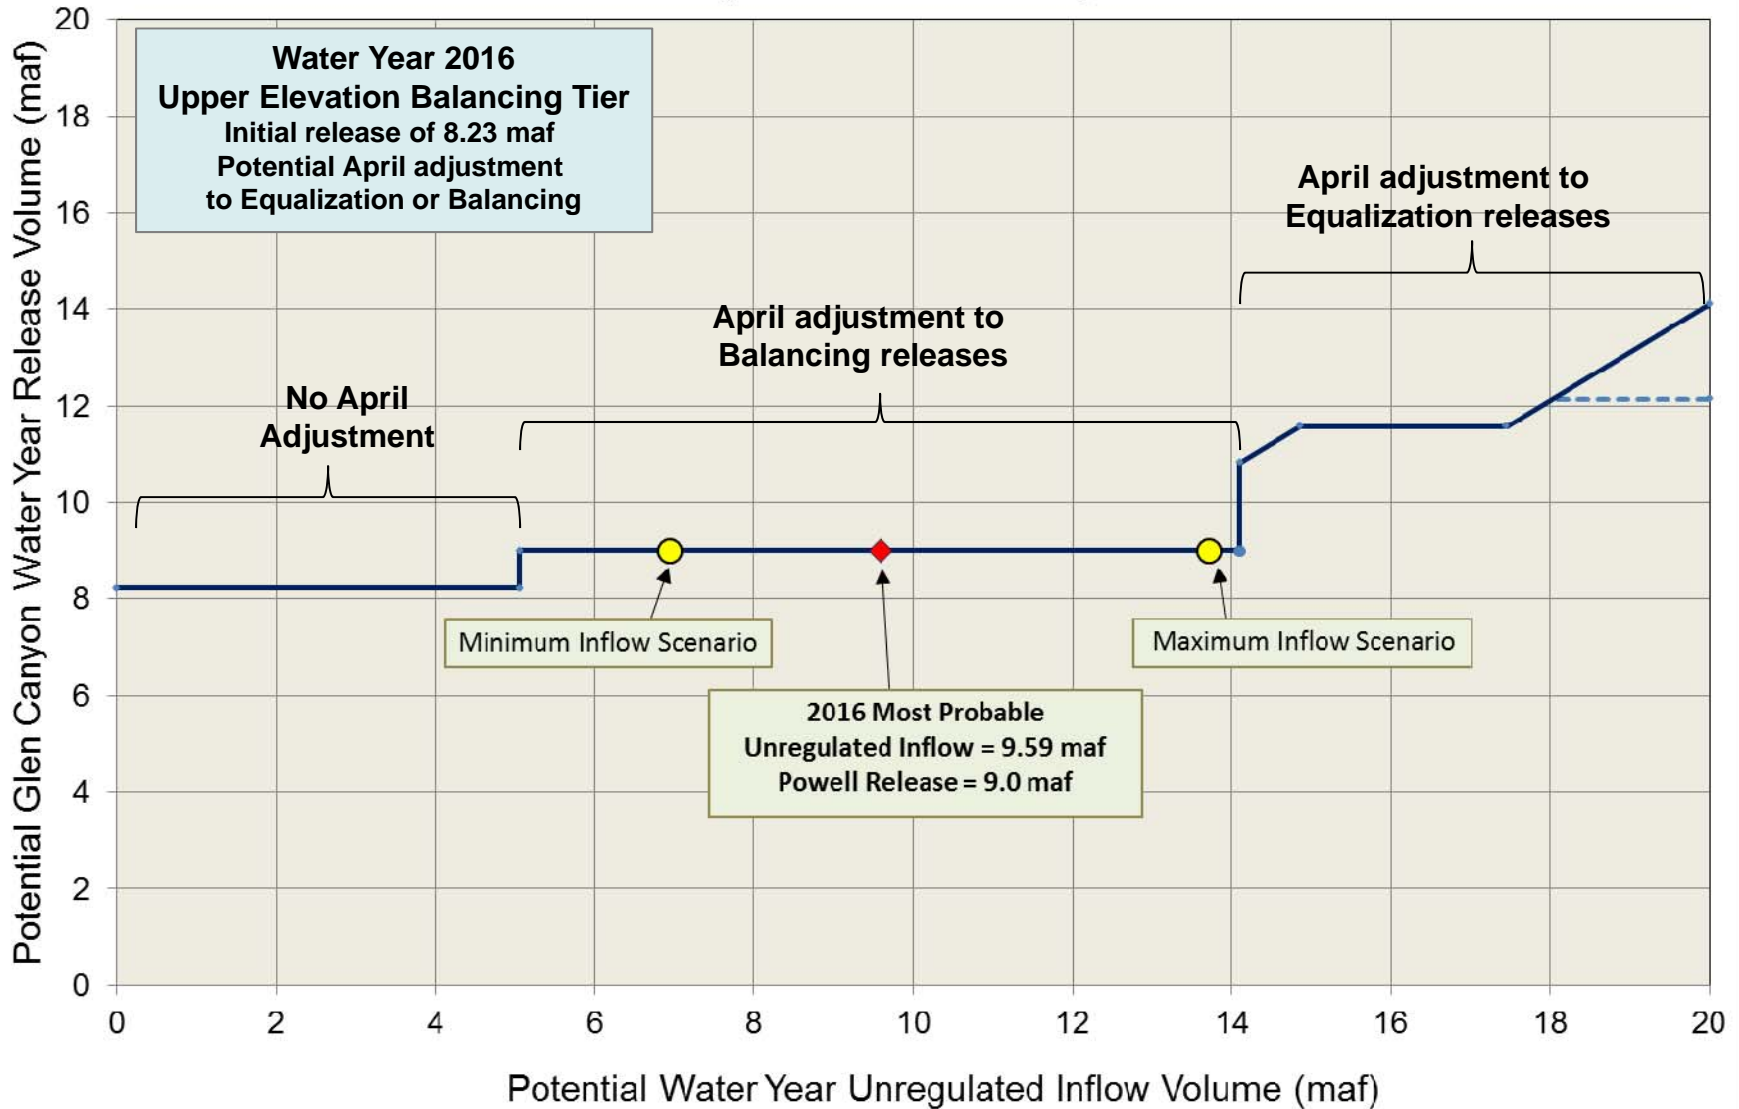 Water Year 2016
Upper Elevation Balancing Tier
Initial release of 8.23 maf
Potential April adjustment
to Equalization or Balancing
April adjustment to
Equalization releases
April adjustment to
Balancing releases
No April
Adjustment
Minimum Inflow Scenario
Maximum Inflow Scenario
2016 Most Probable
Unregulated Inflow = 9.59 maf
Powell Release = 9.0 maf
Potential Glen Canyon Water Year Release Volume (maf)
20
18
16
14
12
10
8
6
4
2
0
0 2 4 6 8 10 12 14 16 18 20
Potential Water Year Unregulated Inflow Volume (maf)